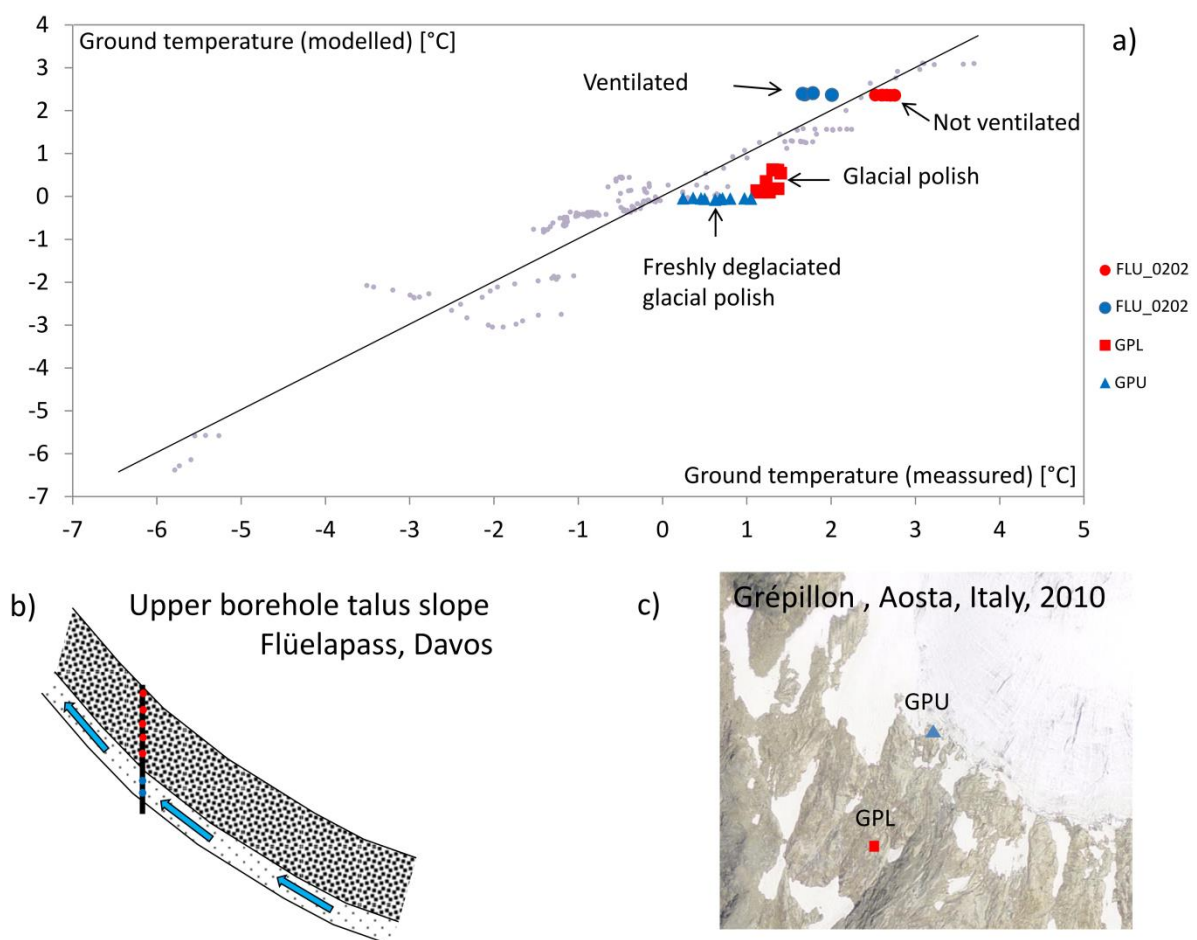 4
3
2
1
0
-1
-2
-3
-4
-5
-6
-7
Ground temperature (modelled) [°C]
a)
Ventilated
Not ventilated
Glacial polish
Freshly deglaciated
glacial polish
FLU_0202
FLU_0202
GPL
GPU
Ground temperature (meassured) [°C]
-7 -6 -5 -4 -3 -2 -1 0 1 2 3 4 5
b) Upper borehole talus slope
Flüelapass, Davos
c) Grépillon , Aosta, Italy, 2010
GPU
GPL